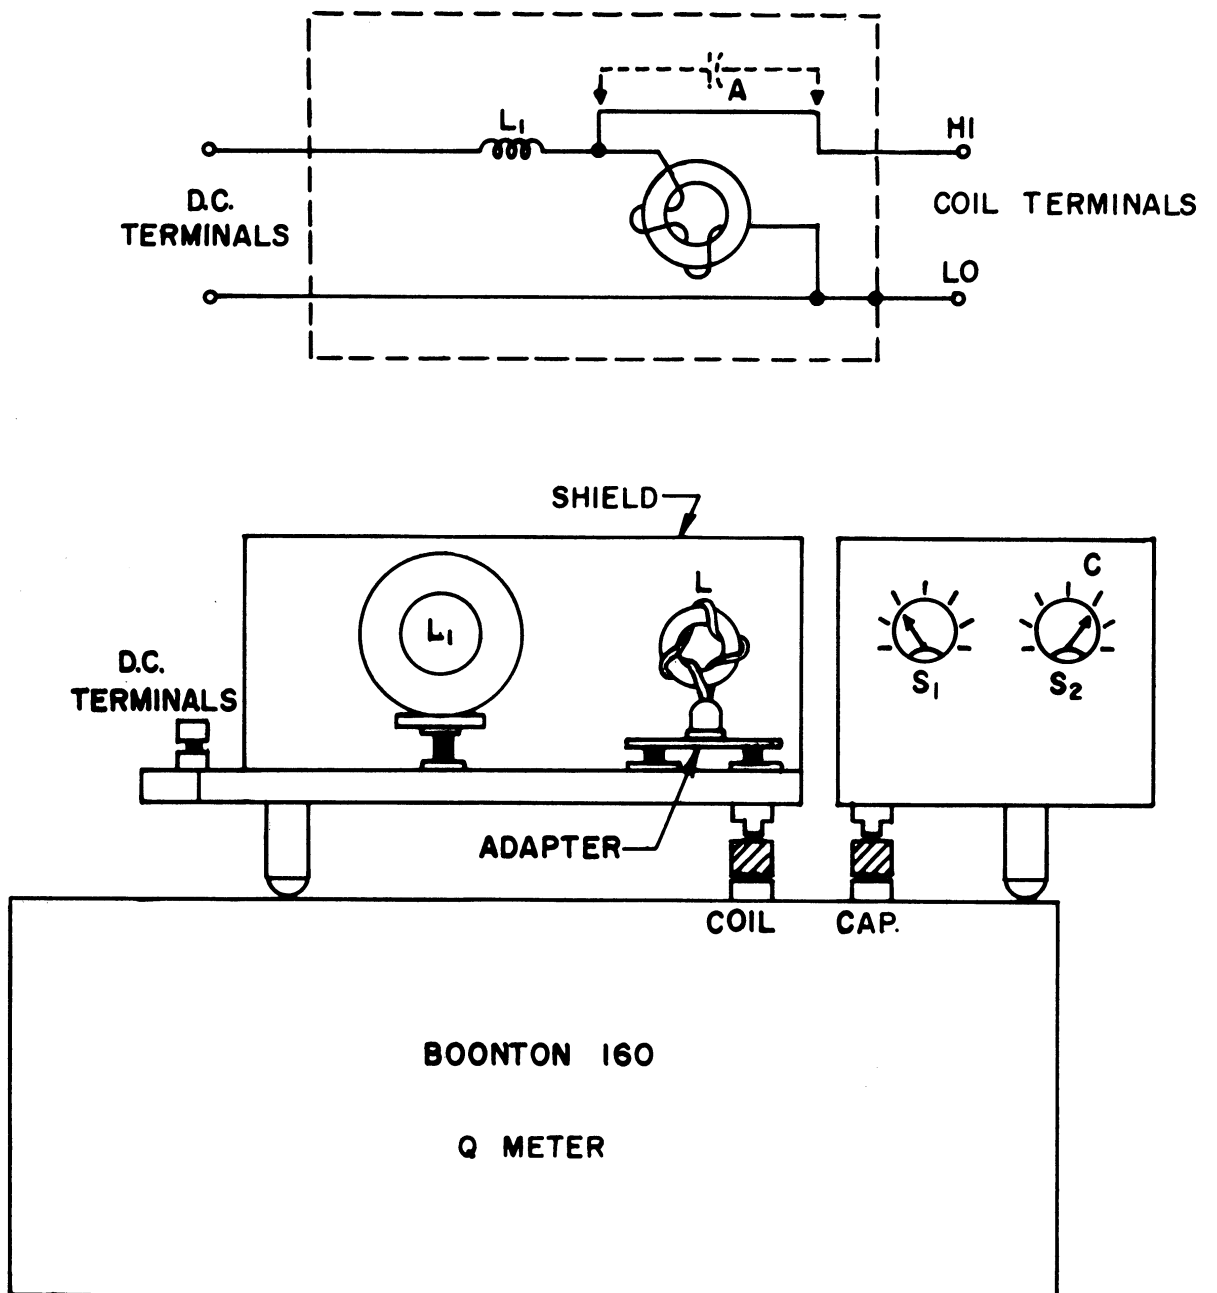 A
L1
HI
D.C.
TERMINALS
COIL TERMINALS
LO
SHIELD
L
C
L1
D.C.
TERMINALS
S1
S2
ADAPTER
COIL
CAP.
BOONTON 160
Q METER